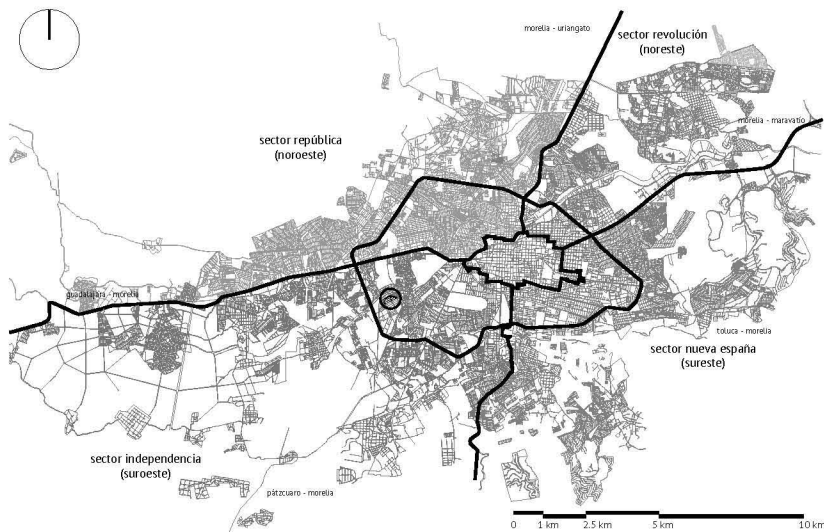 morelia - uriangato
sector revolución
(noreste)
morelia - maravatío
sector república
(noroeste)
guadalajara - morelia
toluca - morelia
sector nueva españa
(sureste)
sector independencia
(suroeste)
pátzcuaro - morelia
0 1 km 2.5 km 5 km 10 km